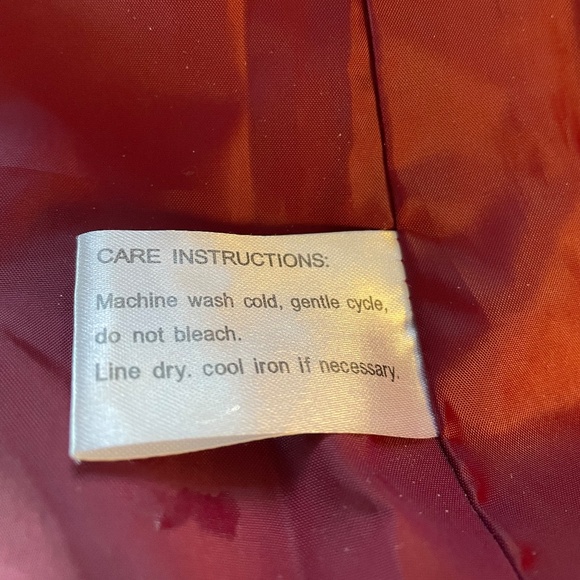 CARE INSTRUCTIONS:
Machine wash cold, gentle cycle,
do not bleach.
Line dry. cool iron if necessary.